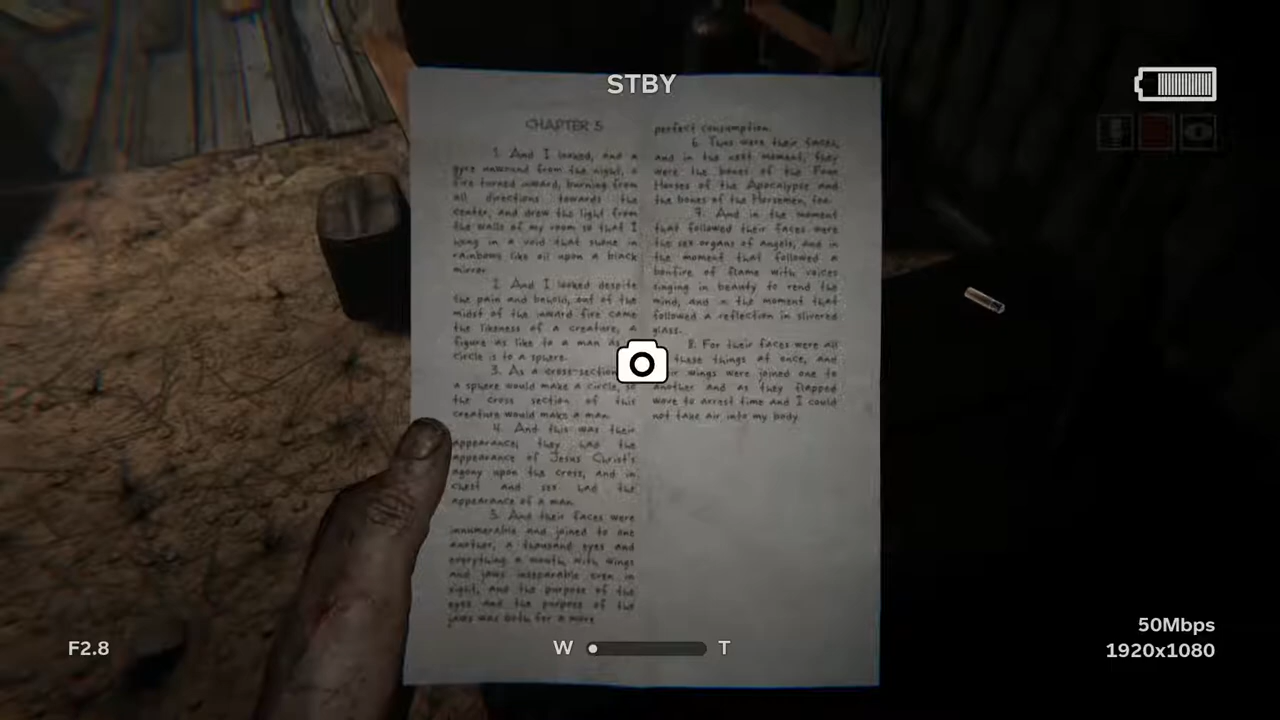 STBY
CHAPTER 5
1. And I looked, and a
gyre unwound from the night, a
fire turned inward, burning from
all directions towards the
center, and drew the light from
the walls of my room so that I
hung in a void that shone in
rainbows like oil upon a black
mirror.
2. And I looked despite
the pain and behold, out of the
midst of the inward fire came
the likeness of a creature, a
figure as like to a man as
circle is to a sphere.
3. As a cross-section
a sphere would make a circle, so
the cross section of this
creature would make a man.
4. And this was their
appearance; they had the
appearance of Jesus Christ's
agony upon the cross, and in
chest and sex had the
appearance of a man.
5. And their faces were
innumerable and joined to one
another, a thousand eyes and
everything a mouth, with wings
and jaws inseparable even in
sight, and the purpose of the
eyes and the purpose of the
jaws was both for a more
perfect consumption.
6. Thus were their faces,
and in the next moment, they
were the bones of the Four
Horses of the Apocalypse and
the bones of the Horsemen, too.
7. And in the moment
that followed their faces were
the sex organs of angels, and in
the moment that followed a
bonfire of flame with voices
singing in beauty to rend the
mind, and in the moment that
followed a reflection in slivered
glass.
8. For their faces were all
these things at once, and
wings were joined one to
another and as they flapped
wove to arrest time and I could
not take air into my body.
F2.8
W T
50Mbps
1920x1080